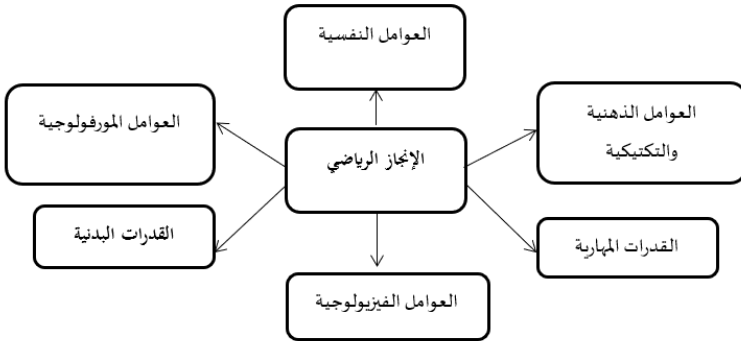 العوامل النفسية
العوامل الذهنية
والتكتيكية
العوامل المورفولوجية
الإنجاز الرياضي
القدرات المهارية
القدرات البدنية
العوامل الفيزيولوجية